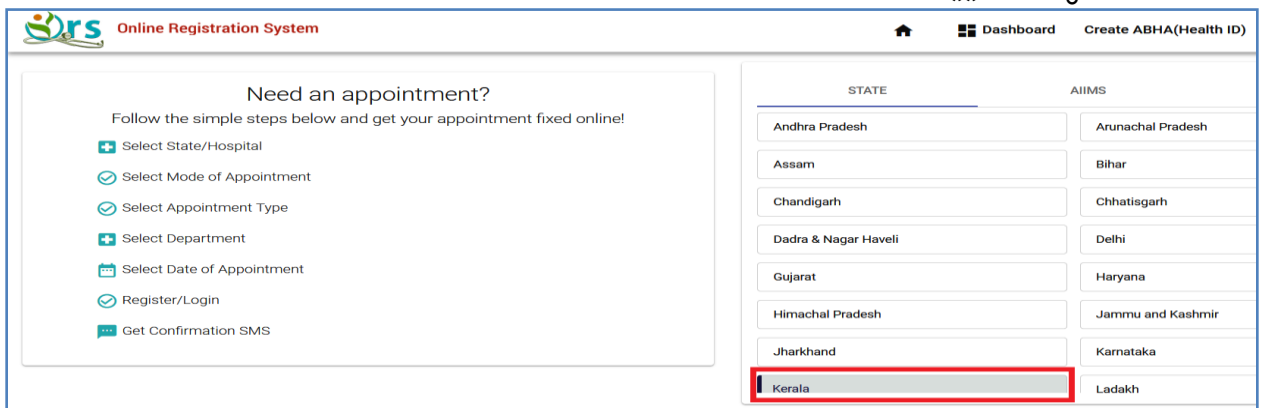 ors Online Registration System
Dashboard
Create ABHA(Health ID)
Need an appointment?
Follow the simple steps below and get your appointment fixed online!
Select State/Hospital
Select Mode of Appointment
Select Appointment Type
Select Department
Select Date of Appointment
Register/Login
Get Confirmation SMS
STATE AIIMS
Andhra Pradesh Arunachal Pradesh
Assam Bihar
Chandigarh Chhatisgarh
Dadra & Nagar Haveli Delhi
Gujarat Haryana
Himachal Pradesh Jammu and Kashmir
Jharkhand Karnataka
Kerala Ladakh